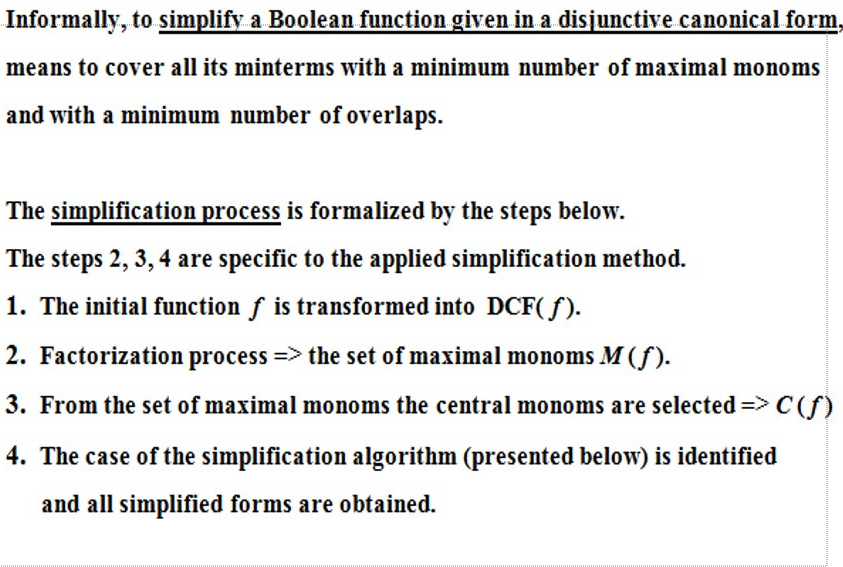 Informally, to simplify a Boolean function given in a disjunctive canonical form,
means to cover all its minterms with a minimum number of maximal monoms
and with a minimum number of overlaps.
The simplification process is formalized by the steps below.
The steps 2, 3, 4 are specific to the applied simplification method.
1. The initial function f is transformed into DCF( f ).
2. Factorization process => the set of maximal monoms M ( f ).
3. From the set of maximal monoms the central monoms are selected => C ( f )
4. The case of the simplification algorithm (presented below) is identified
and all simplified forms are obtained.